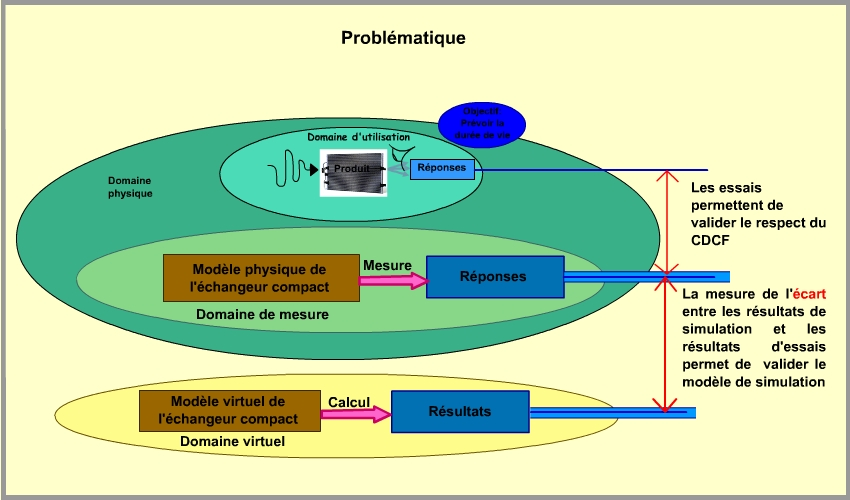 Problématique
Objectif:
Prévoir la
durée de vie
Domaine d'utilisation
Produit
Réponses
Domaine
physique
Les essais
permettent de
valider le respect du
CDCF
Modèle physique de
l'échangeur compact
Mesure
Réponses
Domaine de mesure
La mesure de l'écart
entre les résultats de
simulation et les
résultats d'essais
permet de valider le
modèle de simulation
Modèle virtuel de
l'échangeur compact
Calcul
Résultats
Domaine virtuel